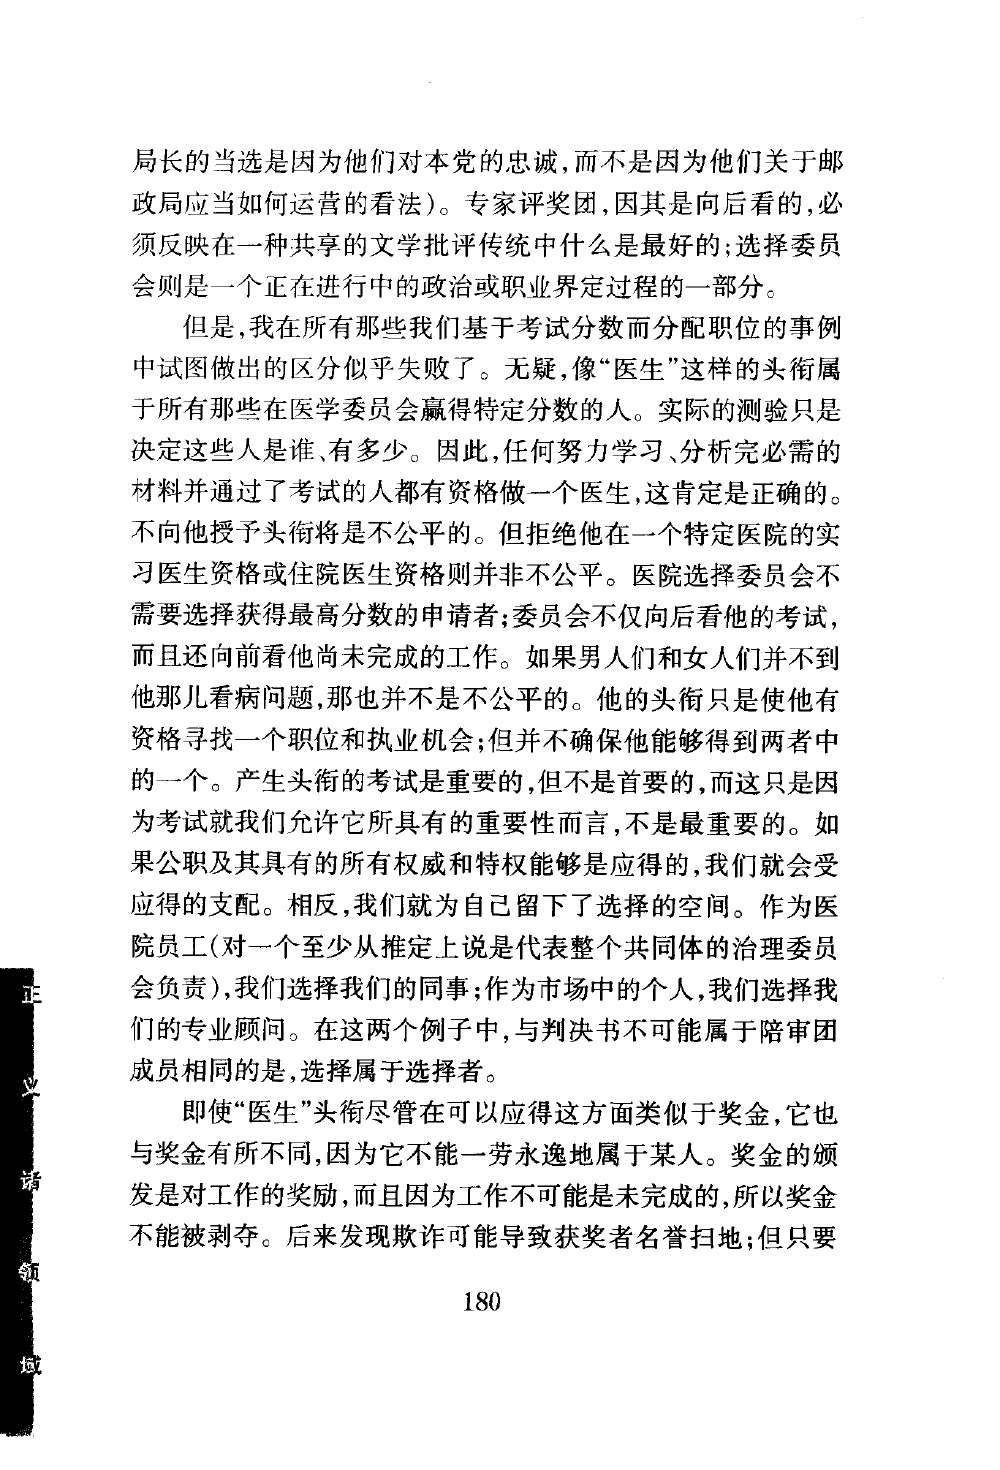 局长的当选是因为他们对本党的忠诚,而不是因为他们关于邮
政局应当如何运营的看法)。专家评奖团,因其是向后看的,必
须反映在一种共享的文学批评传统中什么是最好的;选择委员
会则是一个正在进行中的政治或职业界定过程的一部分。
但是,我在所有那些我们基于考试分数而分配职位的事例
中试图做出的区分似乎失败了。无疑,像“医生”这样的头衔属
于所有那些在医学委员会赢得特定分数的人。实际的测验只是
决定这些人是谁、有多少。因此,任何努力学习、分析完必需的
材料并通过了考试的人都有资格做一个医生,这肯定是正确的。
不向他授予头衔将是不公平的。但拒绝他在一个特定医院的实
习医生资格或住院医生资格则并非不公平。医院选择委员会不
需要选择获得最高分数的申请者;委员会不仅向后看他的考试,
而且还向前看他尚未完成的工作。如果男人们和女人们并不到
他那儿看病问题,那也并不是不公平的。他的头衔只是使他有
资格寻找一个职位和执业机会;但并不确保他能够得到两者中
的一个。产生头衔的考试是重要的,但不是首要的,而这只是因
为考试就我们允许它所具有的重要性而言,不是最重要的。如
果公职及其具有的所有权威和特权能够是应得的,我们就会受
应得的支配。相反,我们就为自己留下了选择的空间。作为医
院员工(对一个至少从推定上说是代表整个共同体的治理委员
会负责),我们选择我们的同事;作为市场中的个人,我们选择我
们的专业顾问。在这两个例子中,与判决书不可能属于陪审团
成员相同的是,选择属于选择者。
即使“医生”头衔尽管在可以应得这方面类似于奖金,它也
与奖金有所不同,因为它不能一劳永逸地属于某人。奖金的颁
发是对工作的奖励,而且因为工作不可能是未完成的,所以奖金
不能被剥夺。后来发现欺诈可能导致获奖者名誉扫地;但只要
180
正
义
诸
领
域